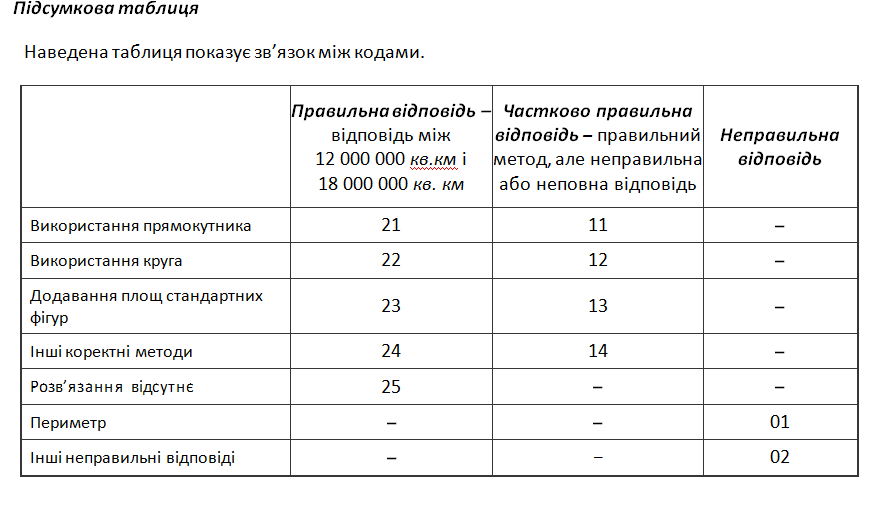 Підсумкова таблиця
Наведена таблиця показує зв’язок між кодами.
Правильна відповідь –
відповідь між
12 000 000 кв.км і
18 000 000 кв. км
Частково правильна
відповідь – правильний
метод, але неправильна
або неповна відповідь
Неправильна
відповідь
Використання прямокутника 21 11 –
Використання круга 22 12 –
Додавання площ стандартних
фігур 23 13 –
Інші коректні методи 24 14 –
Розв’язання відсутнє 25 – –
Периметр – – 01
Інші неправильні відповіді – – 02